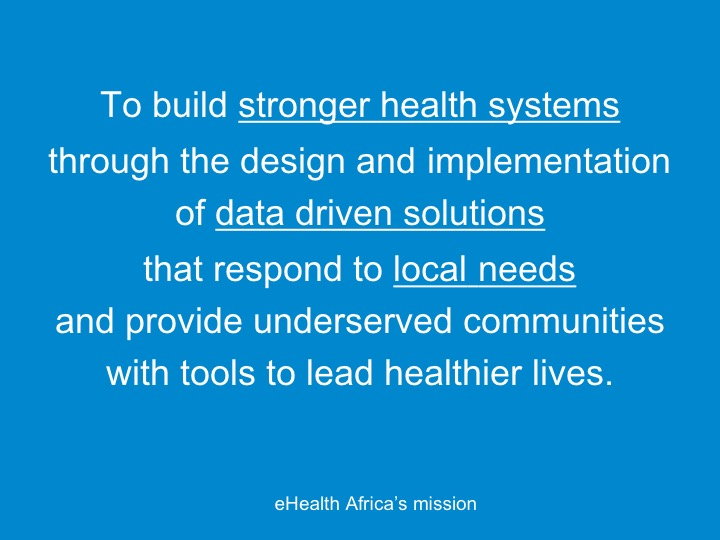 To build stronger health systems
through the design and implementation
of data driven solutions
that respond to local needs
and provide underserved communities
with tools to lead healthier lives.
eHealth Africa’s mission